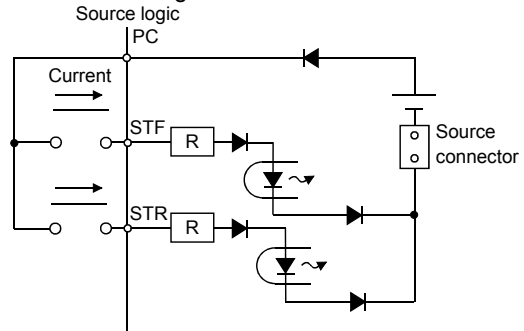 Source logic
PC
Current
STF
R
Source
connector
STR
R